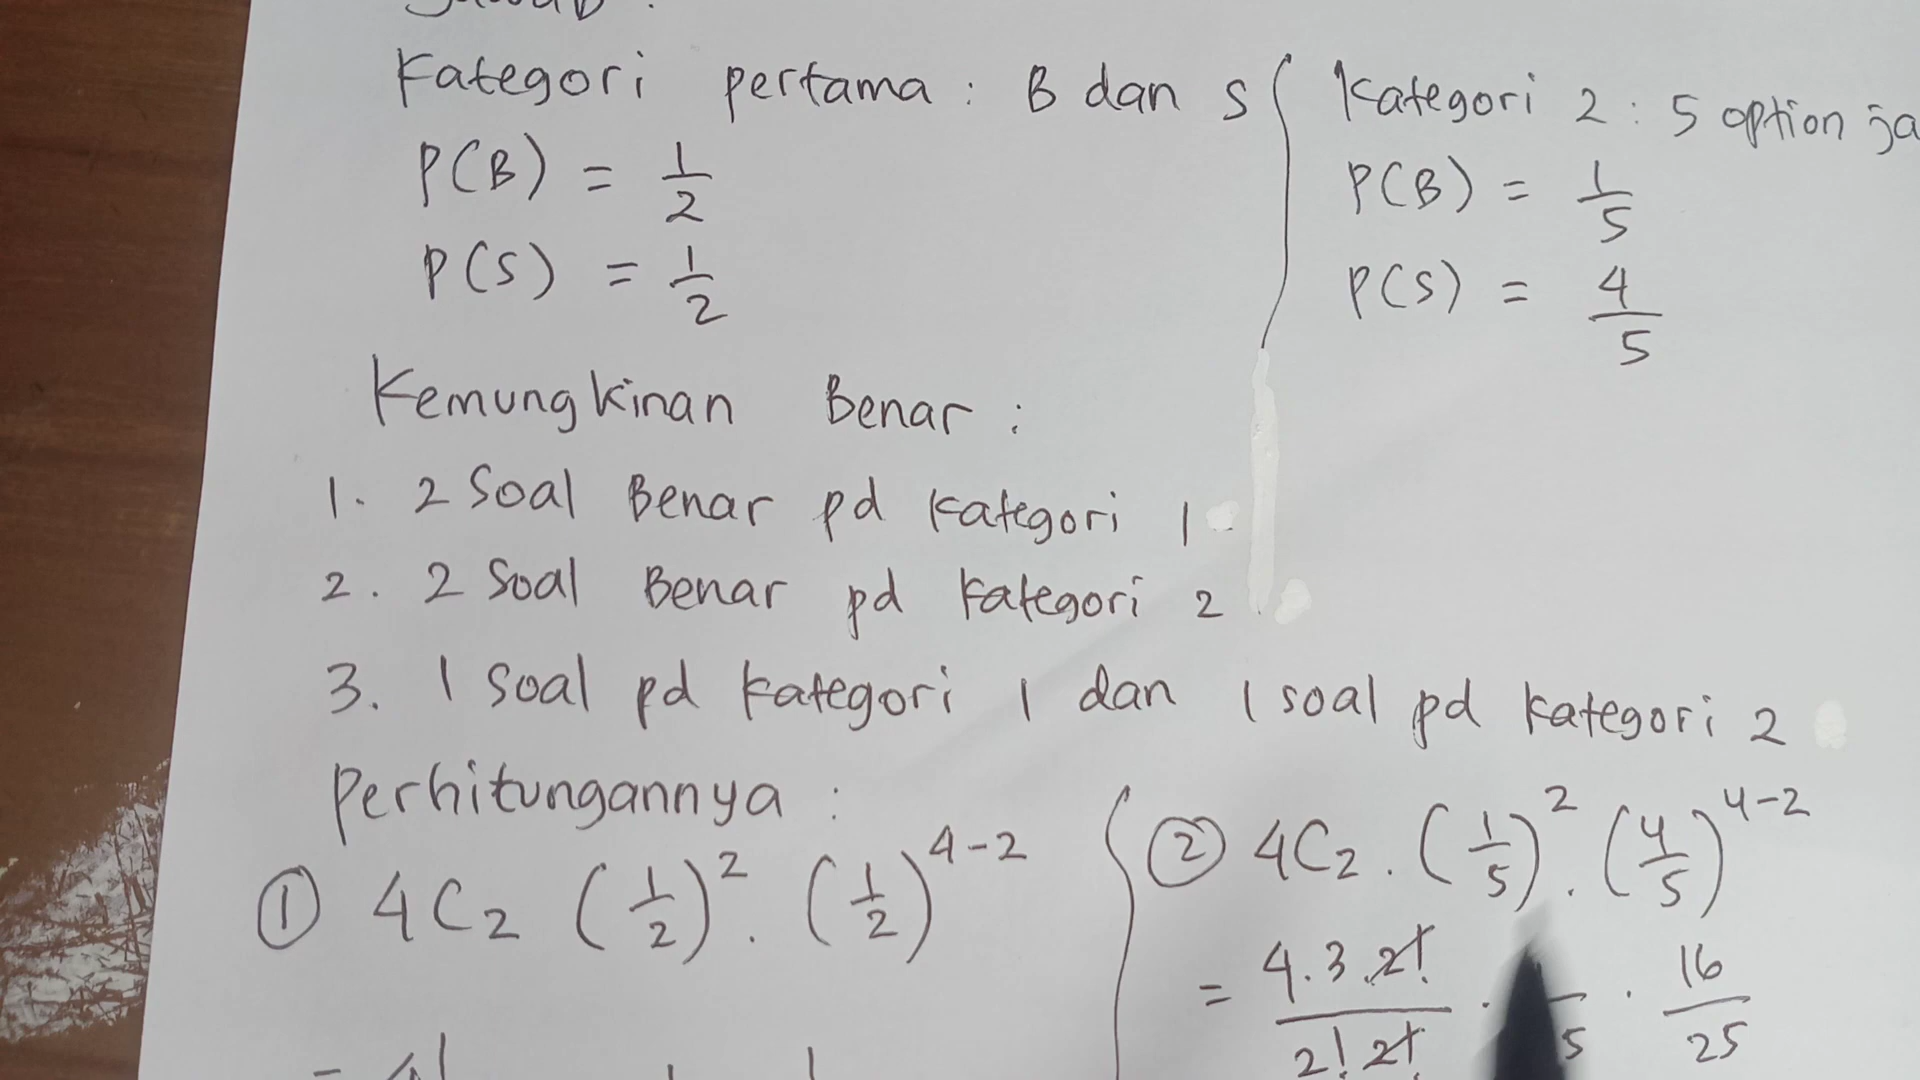 Kategori pertama : B dan S
P(B) = 1/2
P(S) = 1/2
Kategori 2 : 5 option
P(B) = 1/5
P(S) = 4/5
Kemungkinan Benar :
1. 2 Soal Benar pd Kategori 1
2. 2 Soal Benar pd Kategori 2
3. 1 Soal pd Kategori 1 dan 1 soal pd Kategori 2
Perhitungannya :
① 4C₂ (1/2)² . (1/2)⁴⁻²
② 4C₂ . (1/5)² . (4/5)⁴⁻²
= 4.3.2! / 2! 2! . . 16/25